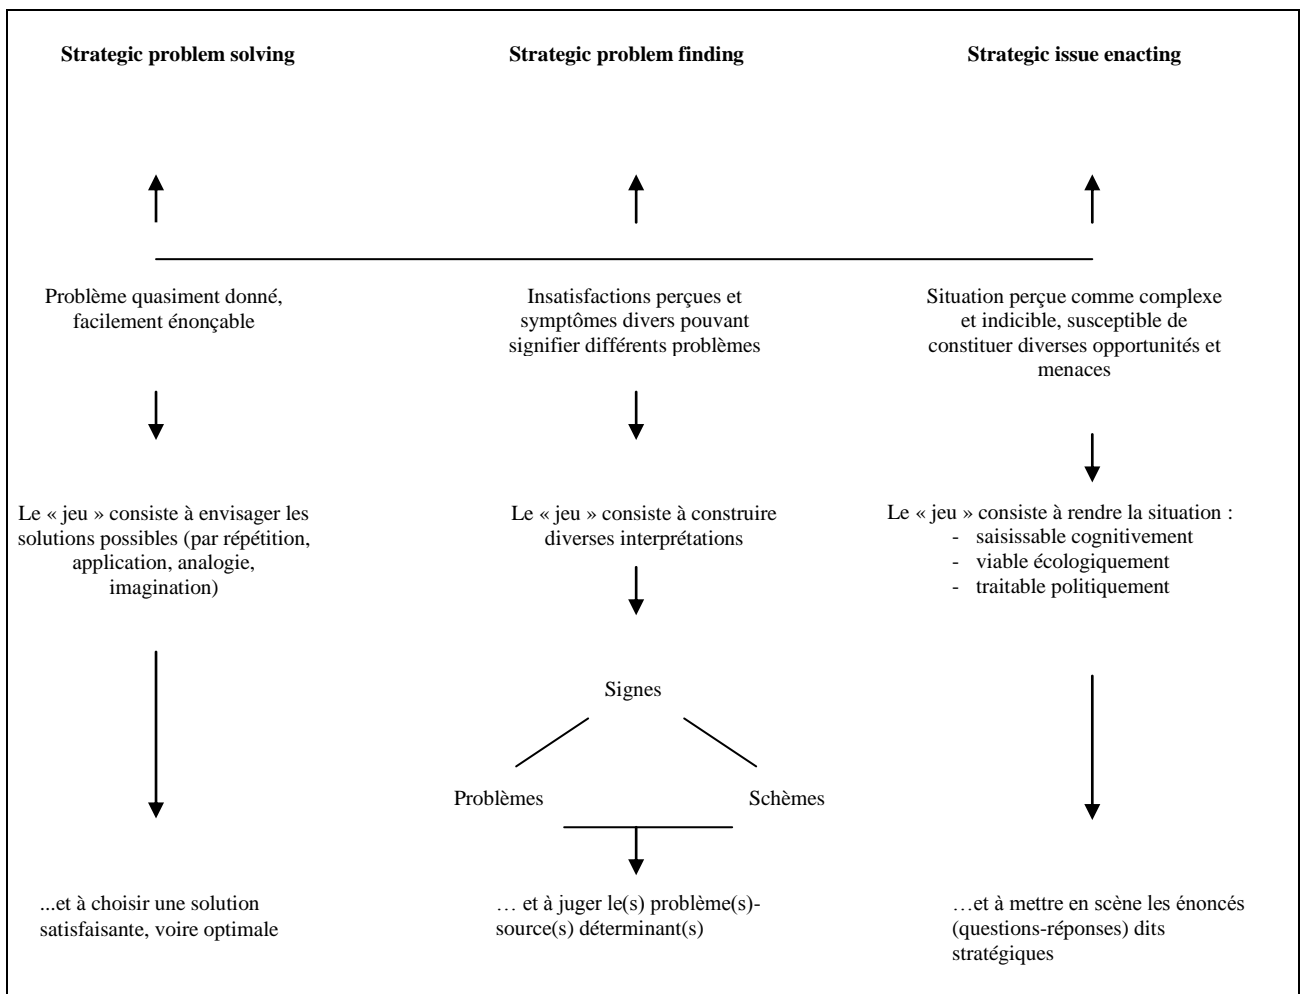 Strategic problem solving
Strategic problem finding
Strategic issue enacting
Problème quasiment donné,
facilement énonçable
Insatisfactions perçues et
symptômes divers pouvant
signifier différents problèmes
Situation perçue comme complexe
et indicible, susceptible de
constituer diverses opportunités et
menaces
Le « jeu » consiste à envisager les
solutions possibles (par répétition,
application, analogie,
imagination)
Le « jeu » consiste à construire
diverses interprétations
Le « jeu » consiste à rendre la situation :
- saisissable cognitivement
- viable écologiquement
- traitable politiquement
Signes
Problèmes
Schèmes
...et à choisir une solution
satisfaisante, voire optimale
… et à juger le(s) problème(s)-
source(s) déterminant(s)
…et à mettre en scène les énoncés
(questions-réponses) dits
stratégiques